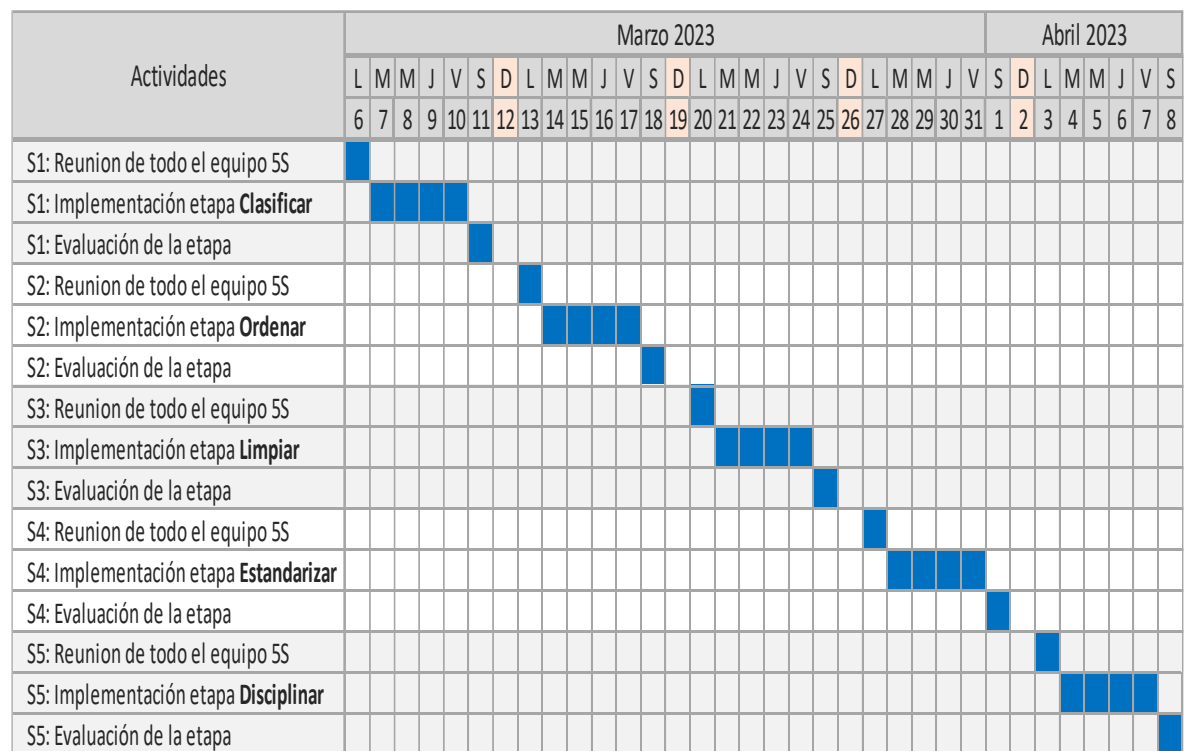 Marzo 2023 Abril 2023
Actividades
L M M J V S D L M M J V S D L M M J V S D L M M J V S D L M M J V S
6 7 8 9 10 11 12 13 14 15 16 17 18 19 20 21 22 23 24 25 26 27 28 29 30 31 1 2 3 4 5 6 7 8
S1: Reunion de todo el equipo 5S
S1: Implementación etapa Clasificar
S1: Evaluación de la etapa
S2: Reunion de todo el equipo 5S
S2: Implementación etapa Ordenar
S2: Evaluación de la etapa
S3: Reunion de todo el equipo 5S
S3: Implementación etapa Limpiar
S3: Evaluación de la etapa
S4: Reunion de todo el equipo 5S
S4: Implementación etapa Estandarizar
S4: Evaluación de la etapa
S5: Reunion de todo el equipo 5S
S5: Implementación etapa Disciplinar
S5: Evaluación de la etapa